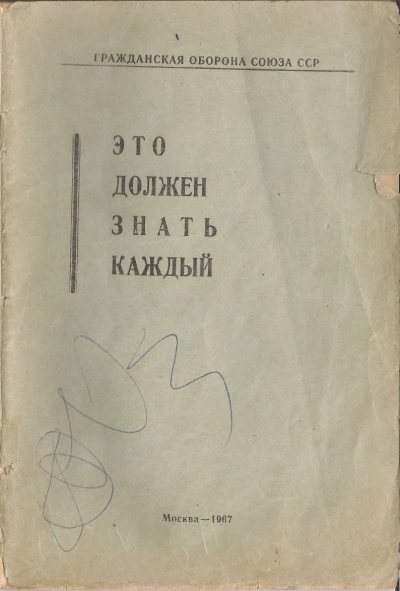 ГРАЖДАНСКАЯ ОБОРОНА СОЮЗА ССР
ЭТО
ДОЛЖЕН
ЗНАТЬ
КАЖДЫЙ
Москва—1967